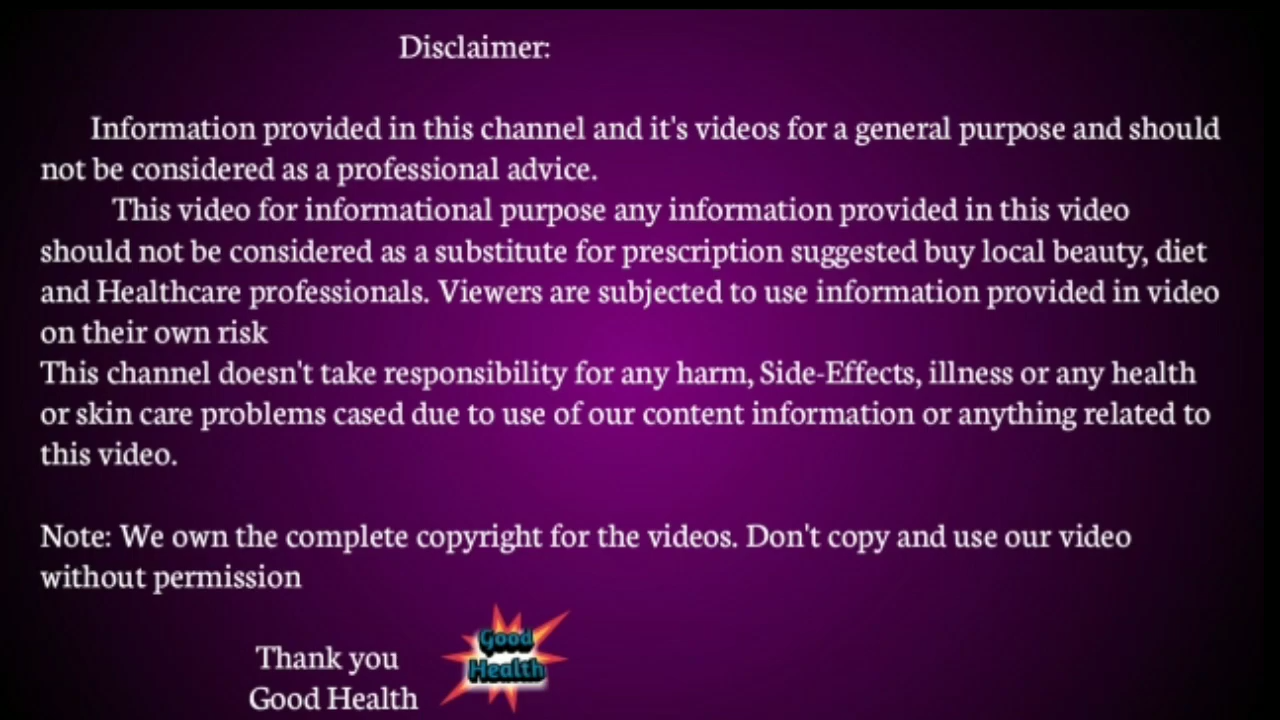 Disclaimer:
Information provided in this channel and it's videos for a general purpose and should
not be considered as a professional advice.
This video for informational purpose any information provided in this video
should not be considered as a substitute for prescription suggested buy local beauty, diet
and Healthcare professionals. Viewers are subjected to use information provided in video
on their own risk
This channel doesn't take responsibility for any harm, Side-Effects, illness or any health
or skin care problems cased due to use of our content information or anything related to
this video.
Note: We own the complete copyright for the videos. Don't copy and use our video
without permission
Thank you
Good Health
Good
Health